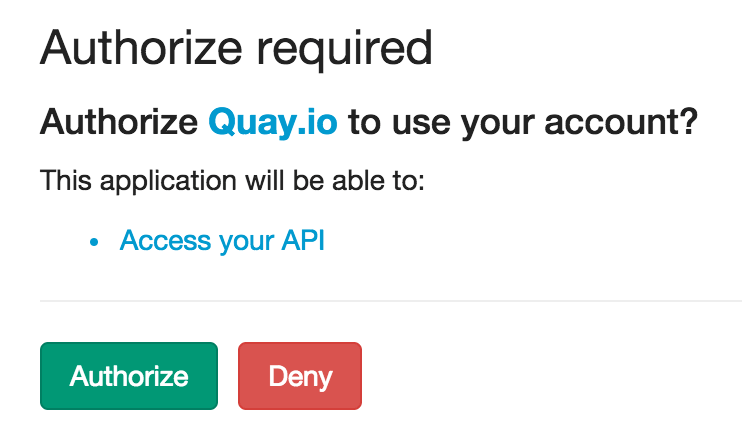 Authorize required
Authorize Quay.io to use your account?
This application will be able to:
• Access your API
Authorize
Deny